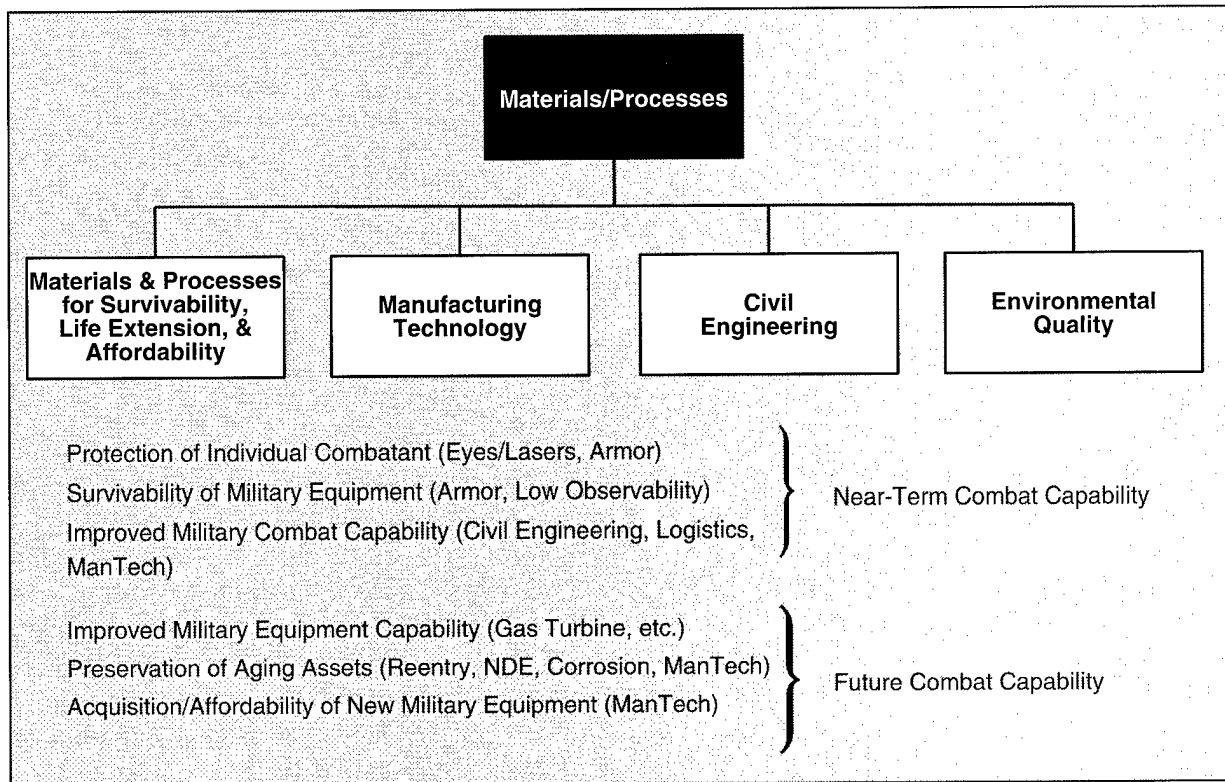 Materials/Processes
Materials & Processes
for Survivability,
Life Extension, &
Affordability
Manufacturing
Technology
Civil
Engineering
Environmental
Quality
Protection of Individual Combatant (Eyes/Lasers, Armor)
Survivability of Military Equipment (Armor, Low Observability)
Improved Military Combat Capability (Civil Engineering, Logistics,
ManTech)
Near-Term Combat Capability
Improved Military Equipment Capability (Gas Turbine, etc.)
Preservation of Aging Assets (Reentry, NDE, Corrosion, ManTech)
Acquisition/Affordability of New Military Equipment (ManTech)
Future Combat Capability